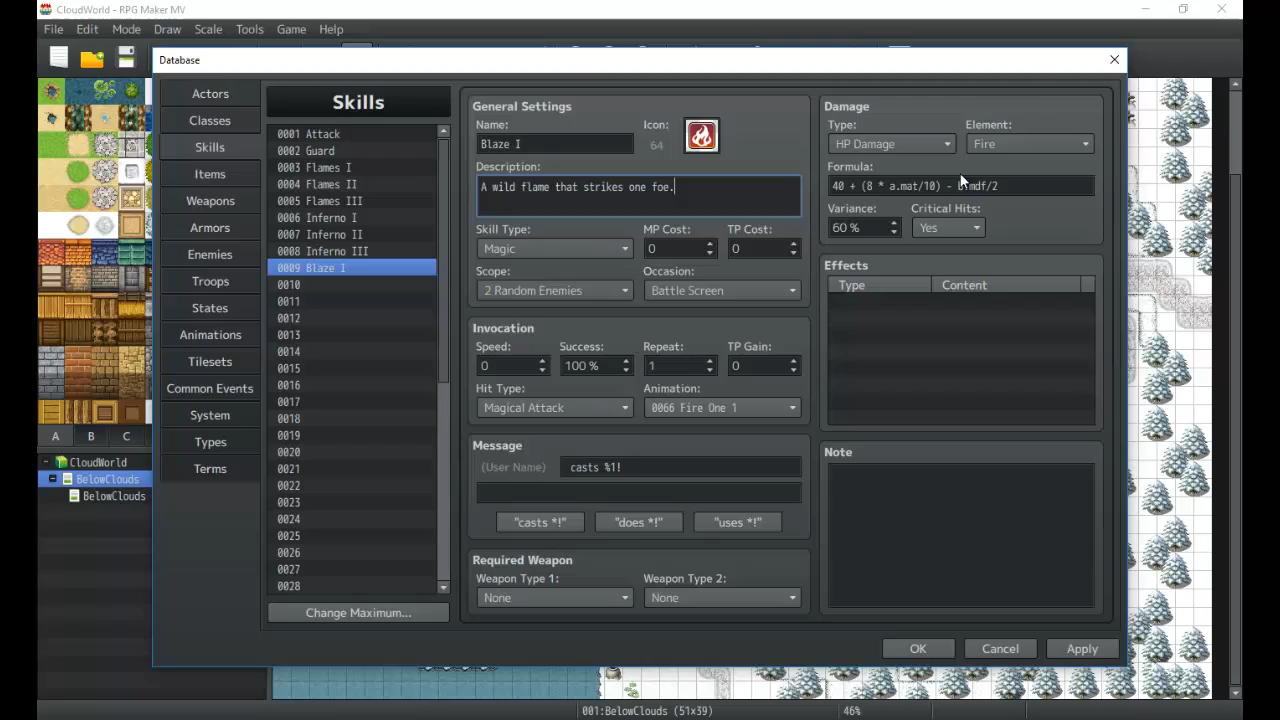 CloudWorld - RPG Maker MV
File Edit Mode Draw Scale Tools Game Help
Database
Actors
Classes
Skills
Items
Weapons
Armors
Enemies
Troops
States
Animations
Tilesets
Common Events
System
Types
Terms
Skills
0001 Attack
0002 Guard
0003 Flames I
0004 Flames II
0005 Flames III
0006 Inferno I
0007 Inferno II
0008 Inferno III
0009 Blaze I
0010
0011
0012
0013
0014
0015
0016
0017
0018
0019
0020
0021
0022
0023
0024
0025
0026
0027
0028
Change Maximum...
General Settings
Name: Icon:
Blaze I 64
Description:
A wild flame that strikes one foe.
Skill Type: MP Cost: TP Cost:
Magic 0 0
Scope: Occasion:
2 Random Enemies Battle Screen
Invocation
Speed: Success: Repeat: TP Gain:
0 100 % 1 0
Hit Type: Animation:
Magical Attack 0066 Fire One 1
Message
(User Name) casts %1!
"casts *!" "does *!" "uses *!"
Required Weapon
Weapon Type 1: Weapon Type 2:
None None
Damage
Type: Element:
HP Damage Fire
Formula:
40 + (8 * a.mat/10) - b.mdf/2
Variance: Critical Hits:
60 % Yes
Effects
Type Content
Note
OK Cancel Apply
A B C
CloudWorld
BelowClouds
BelowClouds
001:BelowClouds (51x39) 46%